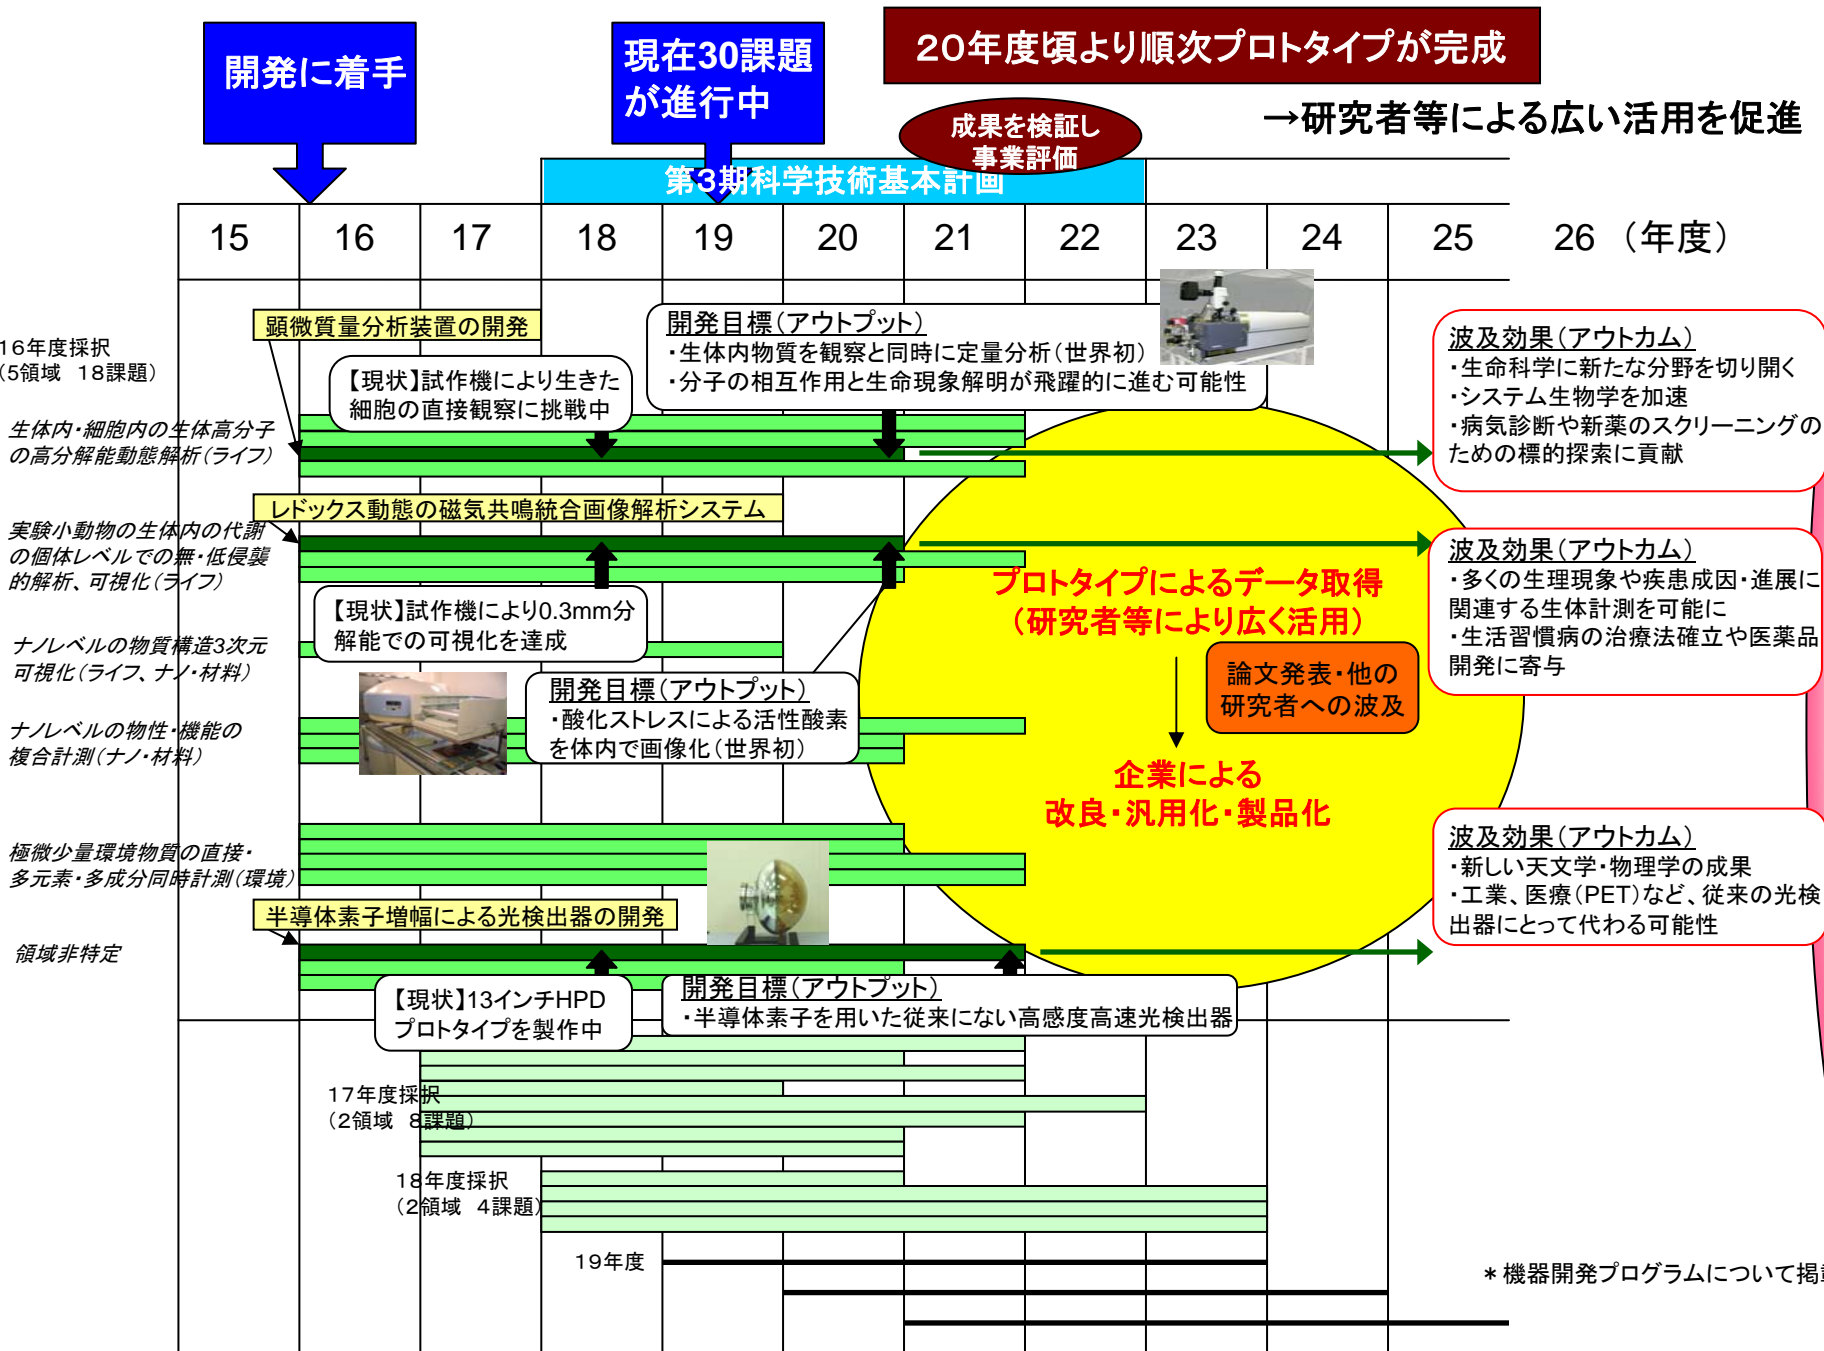 開発に着手
現在30課題
が進行中
20年度頃より順次プロトタイプが完成
成果を検証し
事業評価
→研究者等による広い活用を促進
第3期科学技術基本計画
15 16 17 18 19 20 21 22 23 24 25 26 (年度)
16年度採択
(5領域 18課題)
顕微質量分析装置の開発
【現状】試作機により生きた
細胞の直接観察に挑戦中
開発目標(アウトプット)
・生体内物質を観察と同時に定量分析(世界初)
・分子の相互作用と生命現象解明が飛躍的に進む可能性
波及効果(アウトカム)
・生命科学に新たな分野を切り開く
・システム生物学を加速
・病気診断や新薬のスクリーニングの
ための標的探索に貢献
生体内・細胞内の生体高分子
の高分解能動態解析(ライフ)
レドックス動態の磁気共鳴統合画像解析システム
実験小動物の生体内の代謝
の個体レベルでの無・低侵襲
的解析、可視化(ライフ)
【現状】試作機により0.3mm分
解能での可視化を達成
プロトタイプによるデータ取得
(研究者等により広く活用)
波及効果(アウトカム)
・多くの生理現象や疾患成因・進展に
関連する生体計測を可能に
・生活習慣病の治療法確立や医薬品
開発に寄与
ナノレベルの物質構造3次元
可視化(ライフ、ナノ・材料)
開発目標(アウトプット)
・酸化ストレスによる活性酸素
を体内で画像化(世界初)
論文発表・他の
研究者への波及
ナノレベルの物性・機能の
複合計測(ナノ・材料)
企業による
改良・汎用化・製品化
極微少量環境物質の直接・
多元素・多成分同時計測(環境)
波及効果(アウトカム)
・新しい天文学・物理学の成果
・工業、医療(PET)など、従来の光検
出器にとって代わる可能性
半導体素子増幅による光検出器の開発
領域非特定
【現状】13インチHPD
プロトタイプを製作中
開発目標(アウトプット)
・半導体素子を用いた従来にない高感度高速光検出器
17年度採択
(2領域 8課題)
18年度採択
(2領域 4課題)
19年度
*機器開発プログラムについて掲